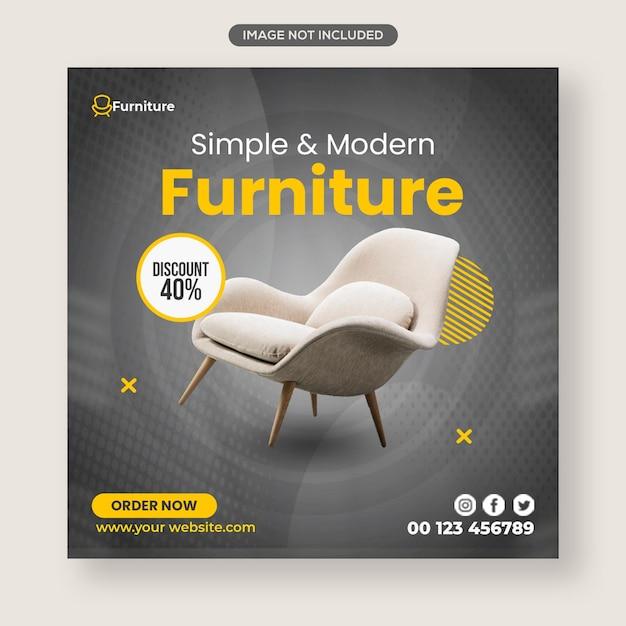 IMAGE NOT INCLUDED
Furniture
Simple & Modern
Furniture
DISCOUNT
40%
ORDER NOW
www.your website.com
00 123 456789